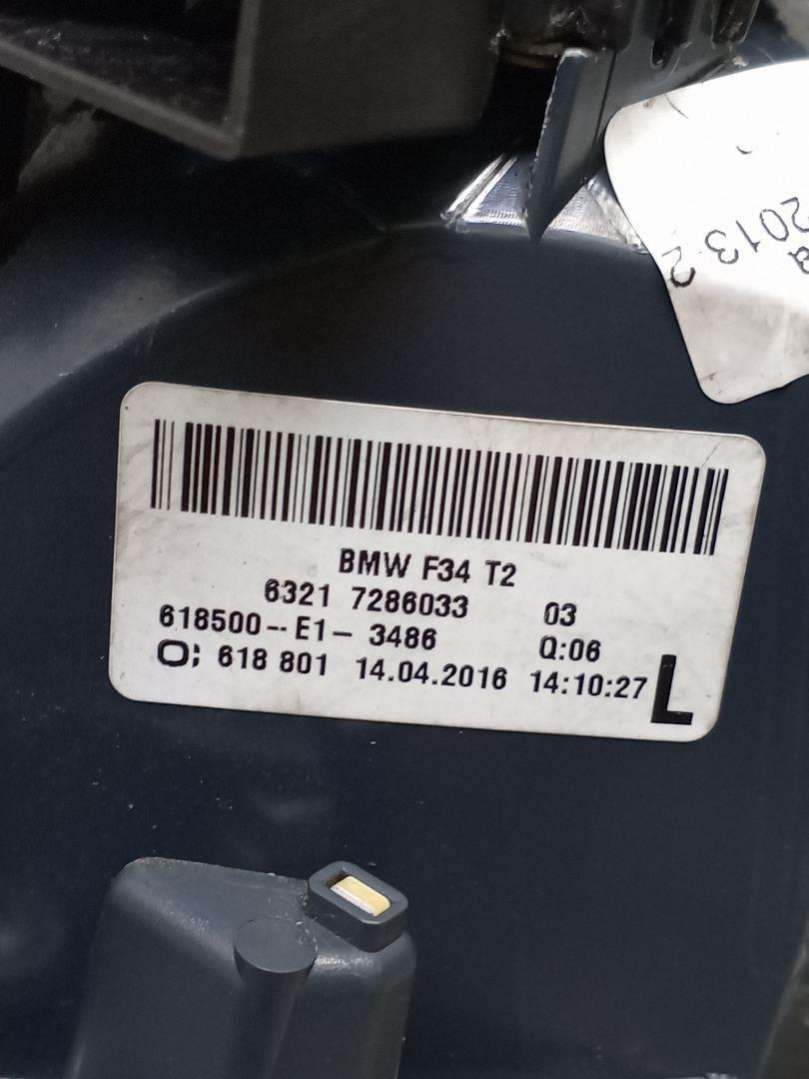 2013 2
BMW F34 T2
6321 7286033 03
618500--E1- 3486 Q:06
O; 618 801 14.04.2016 14:10:27 L